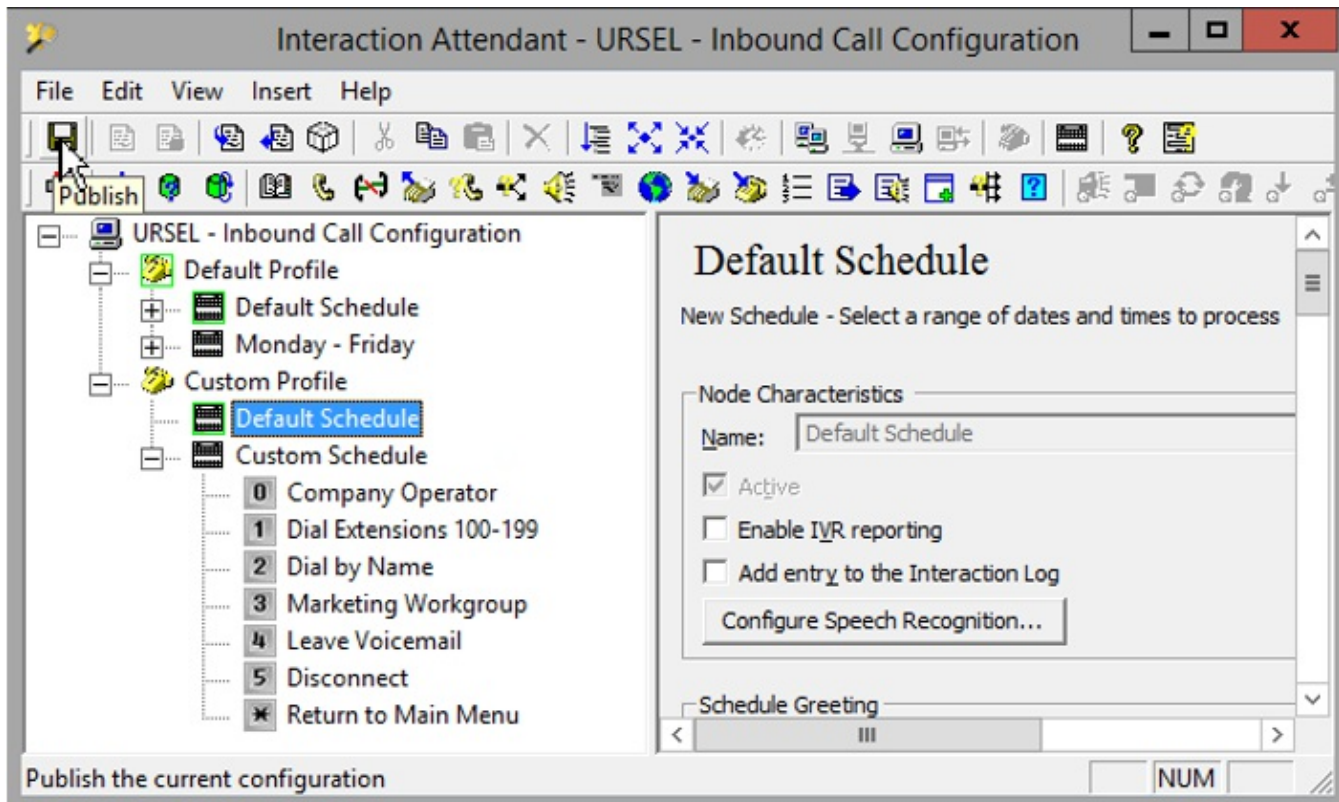 Interaction Attendant - URSEL - Inbound Call Configuration
File Edit View Insert Help
Publish
URSEL - Inbound Call Configuration
Default Profile
Default Schedule
Monday - Friday
Custom Profile
Default Schedule
Custom Schedule
0 Company Operator
1 Dial Extensions 100-199
2 Dial by Name
3 Marketing Workgroup
4 Leave Voicemail
5 Disconnect
* Return to Main Menu
Default Schedule
New Schedule - Select a range of dates and times to process
Node Characteristics
Name: Default Schedule
Active
Enable IVR reporting
Add entry to the Interaction Log
Configure Speech Recognition...
Schedule Greeting
Publish the current configuration
NUM